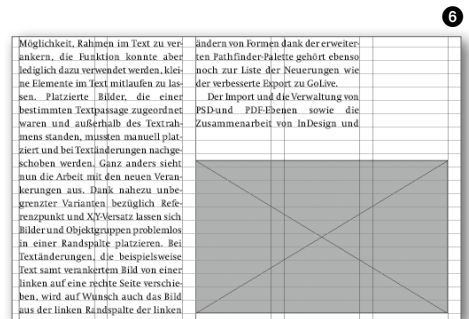 6
Möglichkeit, Rahmen im Text zu ver-
ankern, die Funktion konnte aber
lediglich dazu verwendet werden, klei-
ne Elemente im Text mitlaufen zu las-
sen. Platzierte Bilder, die einer
bestimmten Textpassage zugeordnet
waren und außerhalb des Textrah-
mens standen, mussten manuell plat-
ziert und bei Textänderungen nachge-
schoben werden. Ganz anders sieht
nun die Arbeit mit den neuen Veran-
kerungen aus. Dank nahezu unbe-
grenzter Varianten bezüglich Refe-
renzpunkt und X,Y-Versatz lassen sich
Bilder und Objektgruppen problemlos
in einer Randspalte platzieren. Bei
Textänderungen, die beispielsweise
Text samt verankertem Bild von einer
linken auf eine rechte Seite verschie-
ben, wird auf Wunsch auch das Bild
aus der linken Randspalte der linken
ändern von Formen dank der erweiter-
ten Pathfinder-Palette gehört ebenso
noch zur Liste der Neuerungen wie
der verbesserte Export zu GoLive.
Der Import und die Verwaltung von
PSD-und PDF-Ebenen sowie die
Zusammenarbeit von InDesign und